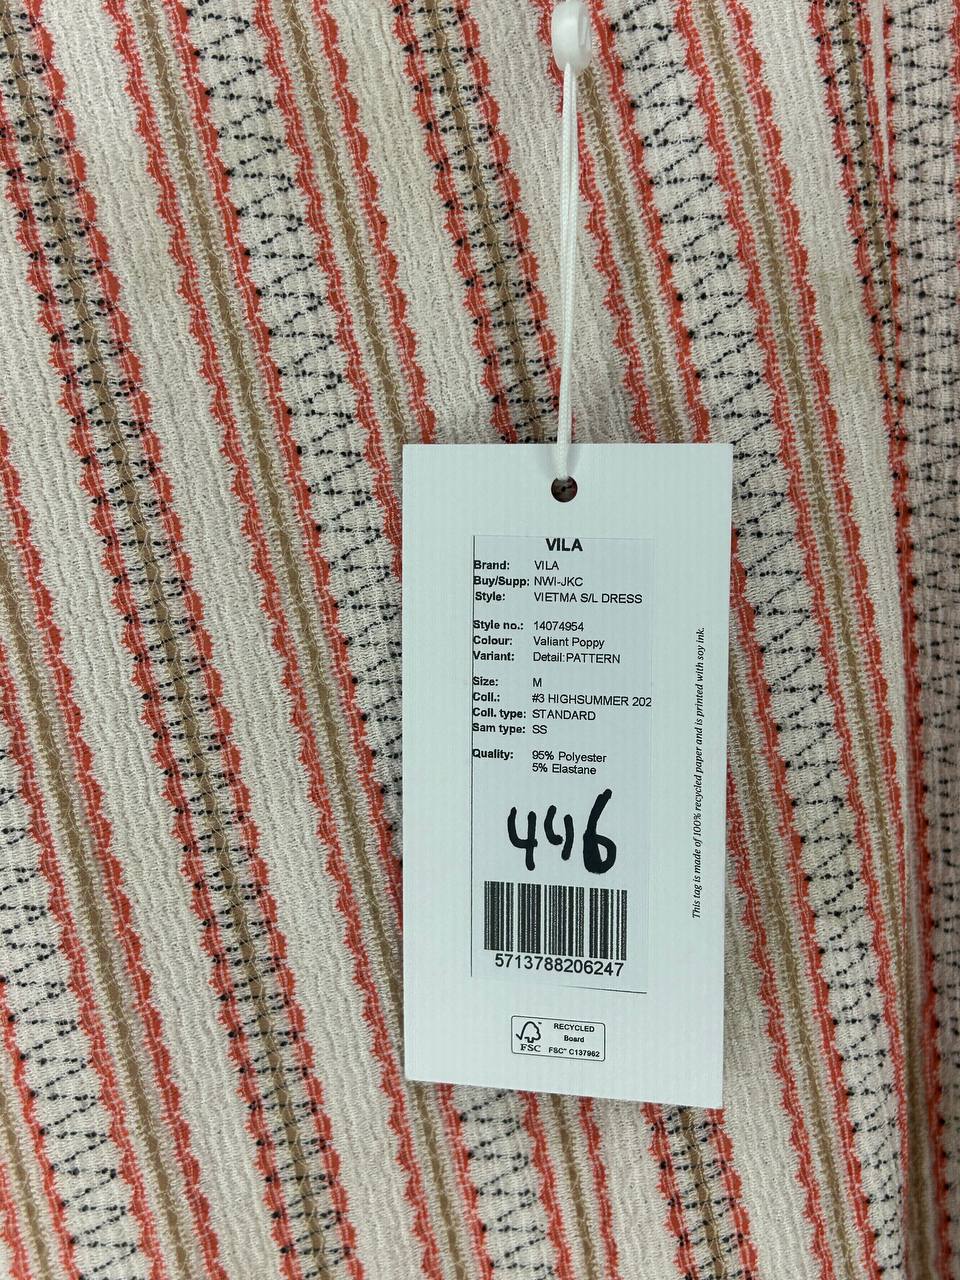 VILA
Brand: VILA
Buy/Supp: NWI-JKC
Style: VIETMA S/L DRESS
Style no.: 14074954
Colour: Valiant Poppy
Variant: Detail:PATTERN
Size: M
Coll.: #3 HIGHSUMMER 202
Coll. type: STANDARD
Sam type: SS
Quality: 95% Polyester
5% Elastane
446
5713788206247
FSC
RECYCLED
Board
FSC™ C137962
This tag is made of 100% recycled paper and is printed with soy ink.